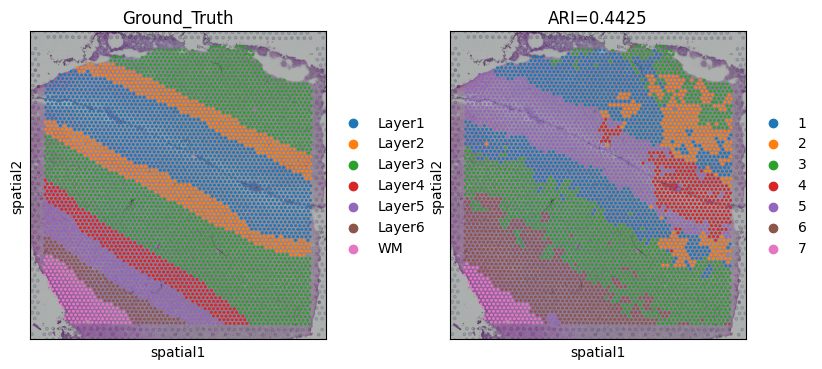 Ground_Truth
spatial2
spatial1
Layer1
Layer2
Layer3
Layer4
Layer5
Layer6
WM
ARI=0.4425
spatial2
spatial1
1
2
3
4
5
6
7